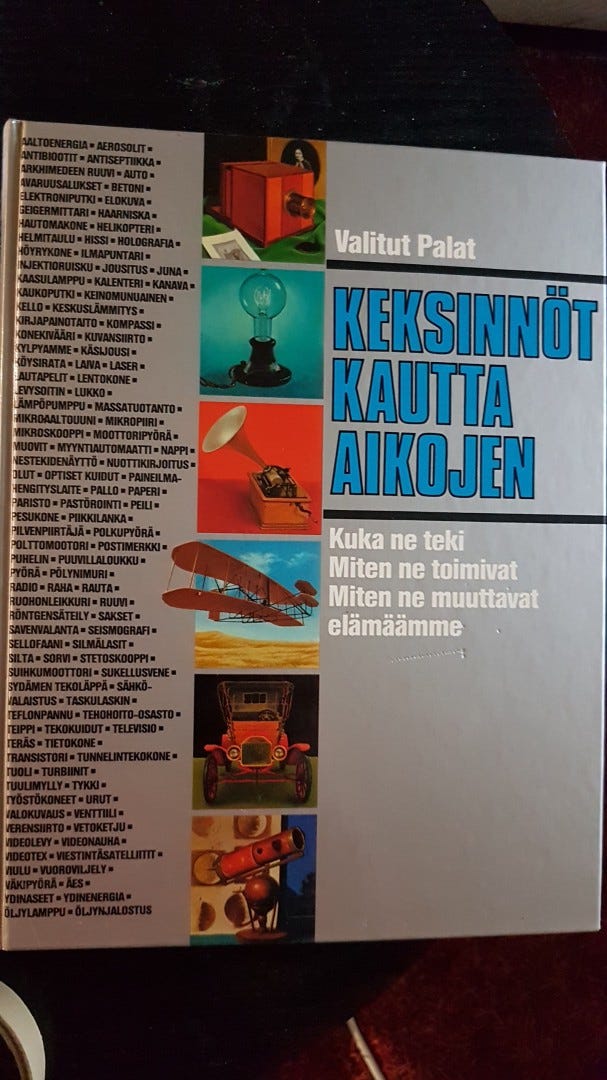 AALTOENERGIA ▪ AEROSOLIT ▪
ANTIBIOOTIT ▪ ANTISEPTIIKKA ▪
ARKHIMEDEEN RUUVI ▪ AUTO ▪
AVARUUSALUKSET ▪ BETONI ▪
ELEKTRONIPUTKI ▪ ELOKUVA ▪
GEIGERMITTARI ▪ HAARNISKA ▪
HAUTOMAKONE ▪ HELIKOPTERI ▪
HELMITAULU ▪ HISSI ▪ HOLOGRAFIA ▪
HÖYRYKONE ▪ ILMAPUNTARI ▪
INJEKTIORUISKU ▪ JOUSITUS ▪ JUNA ▪
KAASULAMPPU ▪ KALENTERI ▪ KANAVA ▪
KAUKOPUTKI ▪ KEINOMUNUAINEN ▪
KELLO ▪ KESKUSLÄMMITYS ▪
KIRJAPAINOTAITO ▪ KOMPASSI ▪
KONEKIVÄÄRI ▪ KUVANSIIRTO ▪
KYLPYAMME ▪ KÄSIJOUSI ▪
KÖYSIRATA ▪ LAIVA ▪ LASER ▪
LAUTAPELIT ▪ LENTOKONE ▪
LEVYSOITIN ▪ LUKKO ▪
LÄMPÖPUMPPU ▪ MASSATUOTANTO ▪
MIKROAALTOUUNI ▪ MIKROPIIRI ▪
MIKROSKOOPPI ▪ MOOTTORIPYÖRÄ ▪
MUOVIT ▪ MYYNTIAUTOMAATTI ▪ NAPPI ▪
NESTEKIDENÄYTTÖ ▪ NUOTTIKIRJOITUS ▪
OLUT ▪ OPTISET KUIDUT ▪ PAINEILMA-
HENGITYSLAITE ▪ PALLO ▪ PAPERI ▪
PARISTO ▪ PASTÖROINTI ▪ PEILI ▪
PESUKONE ▪ PIIKKILANKA ▪
PILVENPIIRTÄJÄ ▪ POLKUPYÖRÄ ▪
POLTTOMOOTORI ▪ POSTIMERKKI ▪
PUHELIN ▪ PUUVILLALOUKKU ▪
PYÖRÄ ▪ PÖLYNIMURI ▪
RADIO ▪ RAHA ▪ RAUTA ▪
RUOHONLEIKKURI ▪ RUUVI ▪
RÖNTGENSÄTEILY ▪ SAKSET ▪
SAVENVALANTA ▪ SEISMOGRAFI ▪
SELLOFAANI ▪ SILMÄLASIT ▪
SILTA ▪ SORVI ▪ STETOSKOOPPI ▪
SUIHKUMOOTTORI ▪ SUKELLUSVENE ▪
SYDÄMEN TEKOLÄPPÄ ▪ SÄHKÖ-
VALAISTUS ▪ TASKULASKIN ▪
TEFLONPANNU ▪ TEHOHOITO-OSASTO ▪
TEIPPI ▪ TEKOKUIDUT ▪ TELEVISIO ▪
TERÄS ▪ TIETOKONE ▪
TRANSISTORI ▪ TUNNELINTEKOKONE ▪
TUOLI ▪ TURBIINIT ▪
TUULIMYLLY ▪ TYKKI ▪
TYÖSTÖKONEET ▪ URUT ▪
VALOKUVAUS ▪ VENTTIILI ▪
VERENSIIRTO ▪ VETOKETJU ▪
VIDEOLEVY ▪ VIDEONAUHA ▪
VIDEOTEX ▪ VIESTINTÄSATELLIITIT ▪
VIULU ▪ VUOROVILJELY ▪
VÄKIPYÖRÄ ▪ ÄES ▪
YDINASEET ▪ YDINENERGIA ▪
ÖLJYLAMPPU ▪ ÖLJYNJALOSTUS
Valitut Palat
KEKSINNÖT
KAUTTA
AIKOJEN
Kuka ne teki
Miten ne toimivat
Miten ne muuttavat
elämäämme